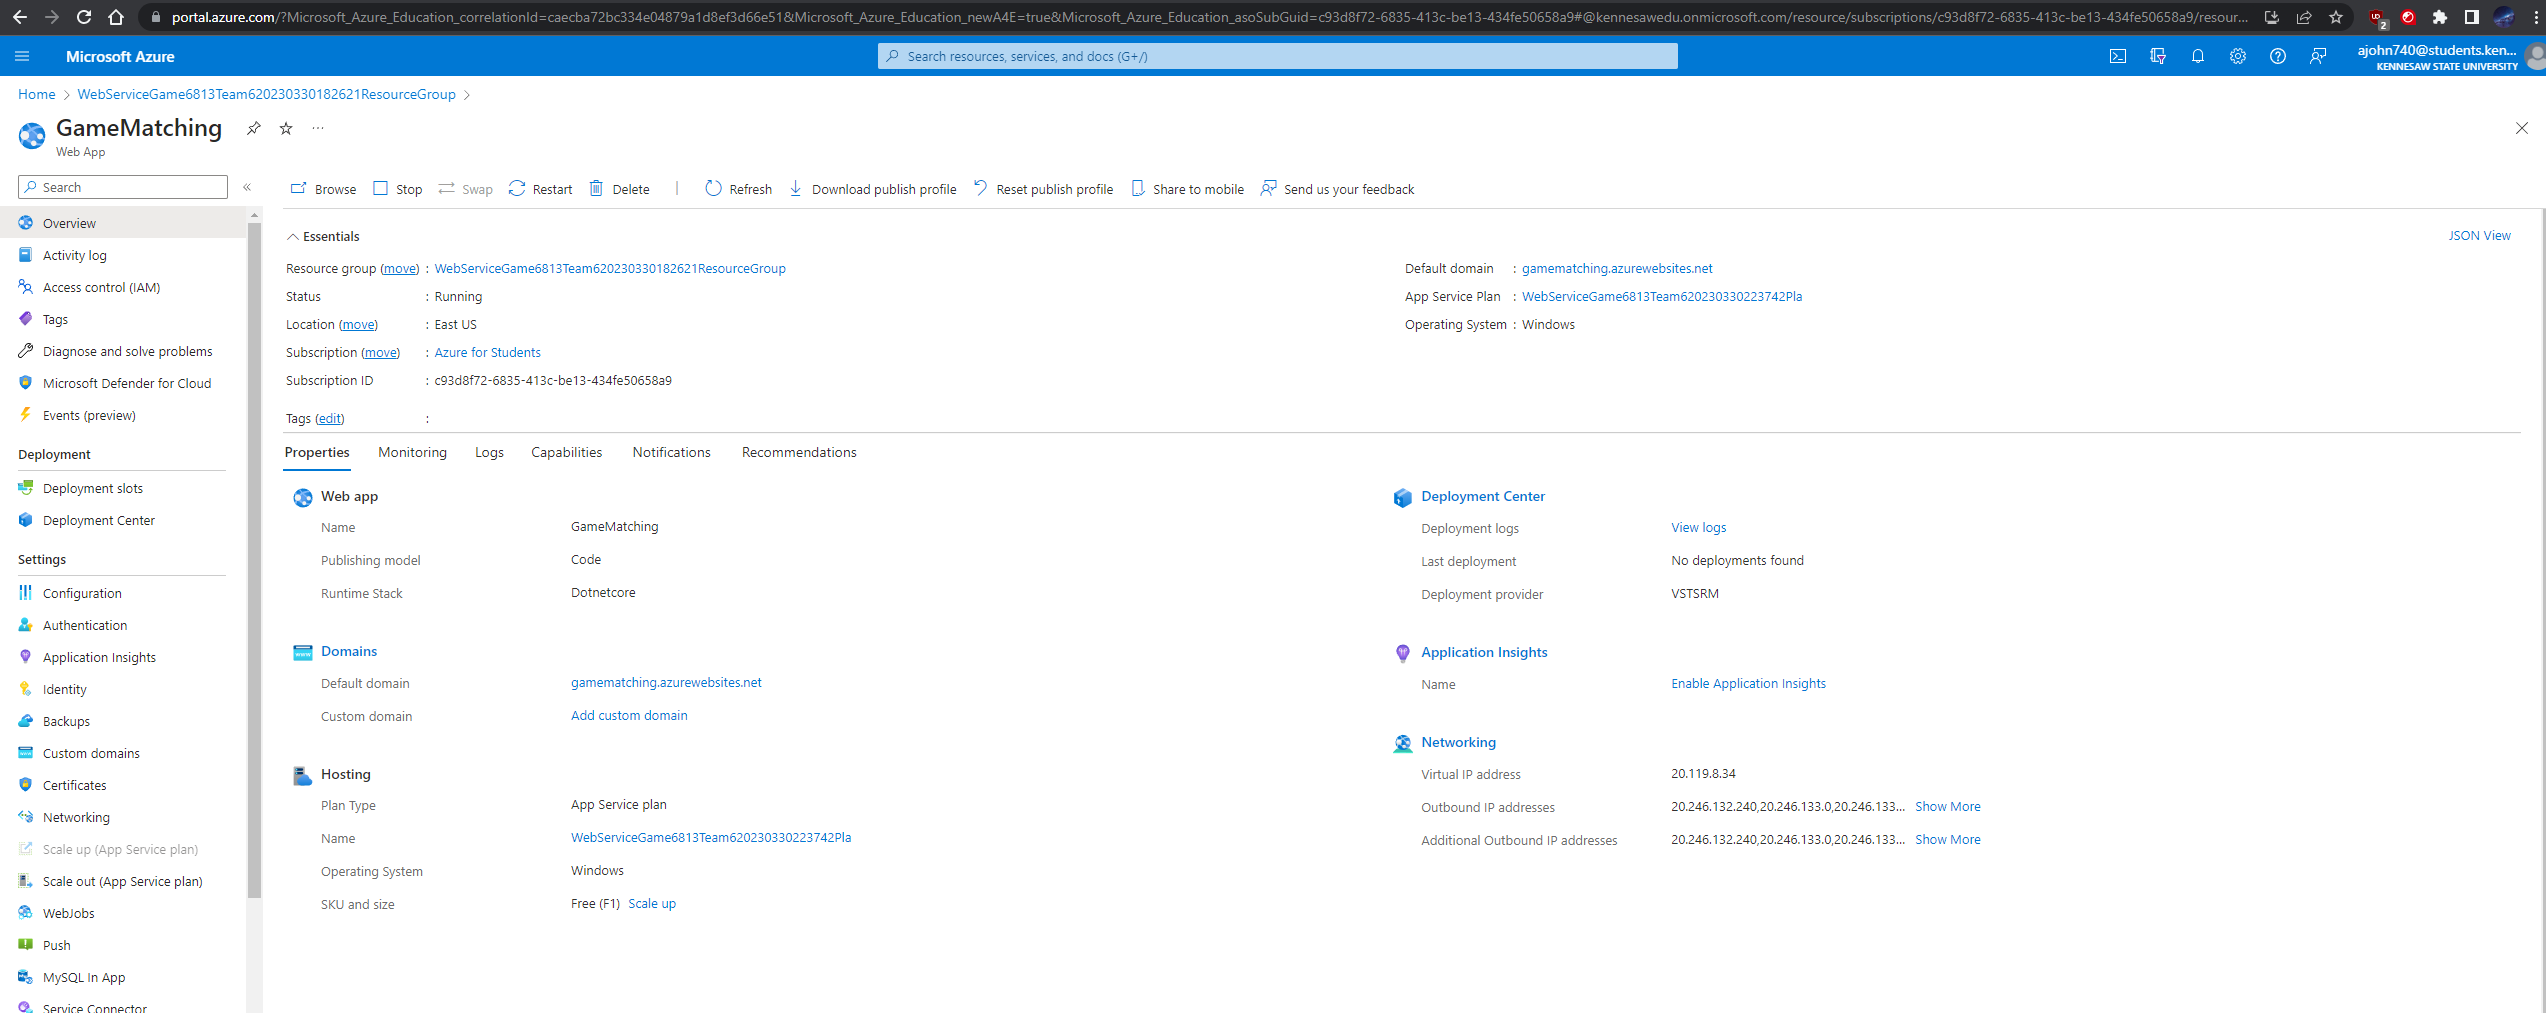 portal.azure.com/?Microsoft_Azure_Education_correlationId=caecba72bc334e04879a1d8ef3d66e51&Microsoft_Azure_Education_newA4E=true&Microsoft_Azure_Education_asoSubGuid=c93d8f72-6835-413c-be13-434fe50658a9#@kennesawedu.onmicrosoft.com/resource/subscriptions/c93d8f72-6835-413c-be13-434fe50658a9/resour...
2
Microsoft Azure
Search resources, services, and docs (G+/)
ajohn740@students.ken...
KENNESAW STATE UNIVERSITY
Home > WebServiceGame6813Team620230330182621ResourceGroup >
GameMatching
Web App
Search
Browse Stop Swap Restart Delete Refresh Download publish profile Reset publish profile Share to mobile Send us your feedback
Overview
Activity log
Access control (IAM)
Tags
Diagnose and solve problems
Microsoft Defender for Cloud
Events (preview)
Deployment
Deployment slots
Deployment Center
Settings
Configuration
Authentication
Application Insights
Identity
Backups
Custom domains
Certificates
Networking
Scale up (App Service plan)
Scale out (App Service plan)
WebJobs
Push
MySQL In App
Service Connector
Essentials
JSON View
Resource group (move) : WebServiceGame6813Team620230330182621ResourceGroup
Status : Running
Location (move) : East US
Subscription (move) : Azure for Students
Subscription ID : c93d8f72-6835-413c-be13-434fe50658a9
Tags (edit) :
Default domain : gamematching.azurewebsites.net
App Service Plan : WebServiceGame6813Team620230330223742Pla
Operating System : Windows
Properties Monitoring Logs Capabilities Notifications Recommendations
Web app
Name GameMatching
Publishing model Code
Runtime Stack Dotnetcore
Domains
Default domain gamematching.azurewebsites.net
Custom domain Add custom domain
Hosting
Plan Type App Service plan
Name WebServiceGame6813Team620230330223742Pla
Operating System Windows
SKU and size Free (F1) Scale up
Deployment Center
Deployment logs View logs
Last deployment No deployments found
Deployment provider VSTSRM
Application Insights
Name Enable Application Insights
Networking
Virtual IP address 20.119.8.34
Outbound IP addresses 20.246.132.240,20.246.133.0,20.246.133... Show More
Additional Outbound IP addresses 20.246.132.240,20.246.133.0,20.246.133... Show More